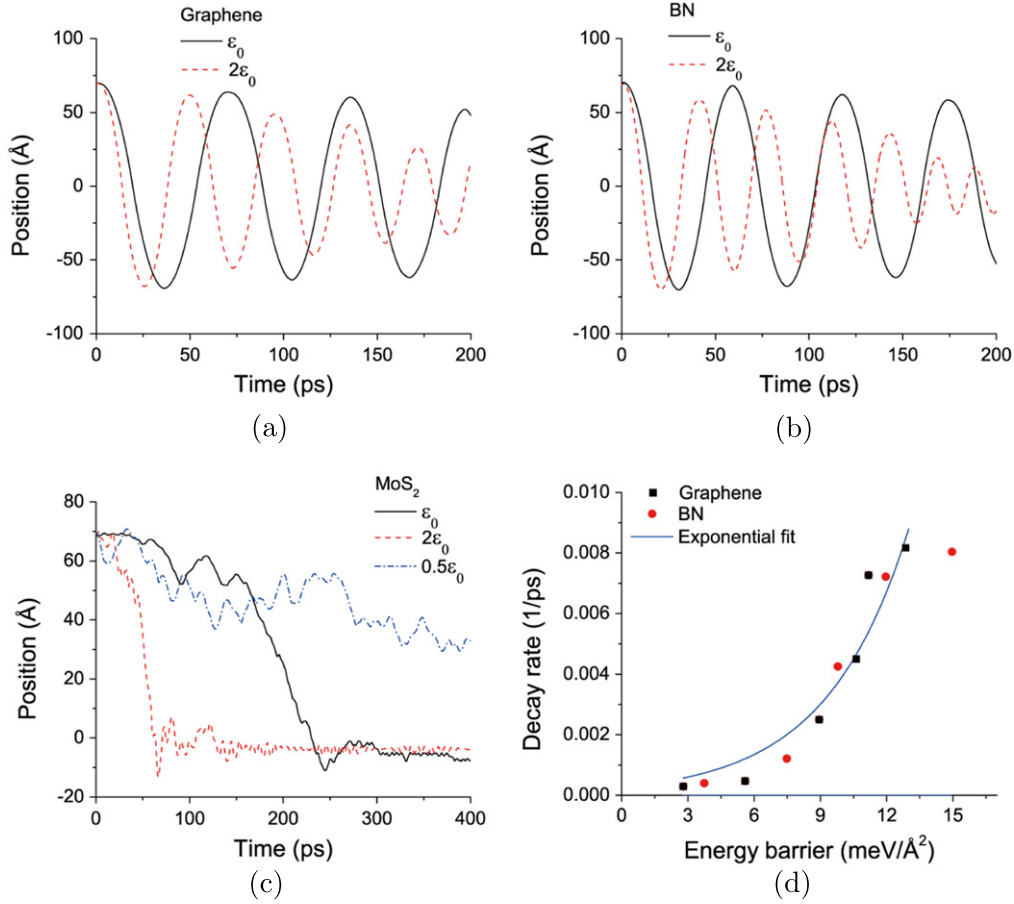 Graphene
ε₀
2ε₀
Position (Å)
100
50
0
-50
-100
0 50 100 150 200
Time (ps)
(a)
BN
ε₀
2ε₀
Position (Å)
100
50
0
-50
-100
0 50 100 150 200
Time (ps)
(b)
MoS₂
ε₀
2ε₀
0.5ε₀
Position (Å)
80
60
40
20
0
-20
0 100 200 300 400
Time (ps)
(c)
Graphene
BN
Exponential fit
Decay rate (1/ps)
0.010
0.008
0.006
0.004
0.002
0.000
0 3 6 9 12 15
Energy barrier (meV/Å²)
(d)